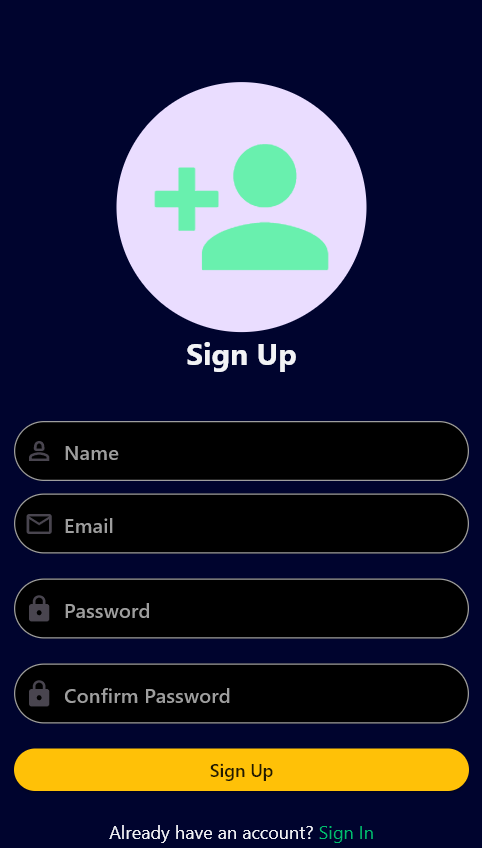 Sign Up
Name
Email
Password
Confirm Password
Sign Up
Already have an account? Sign In